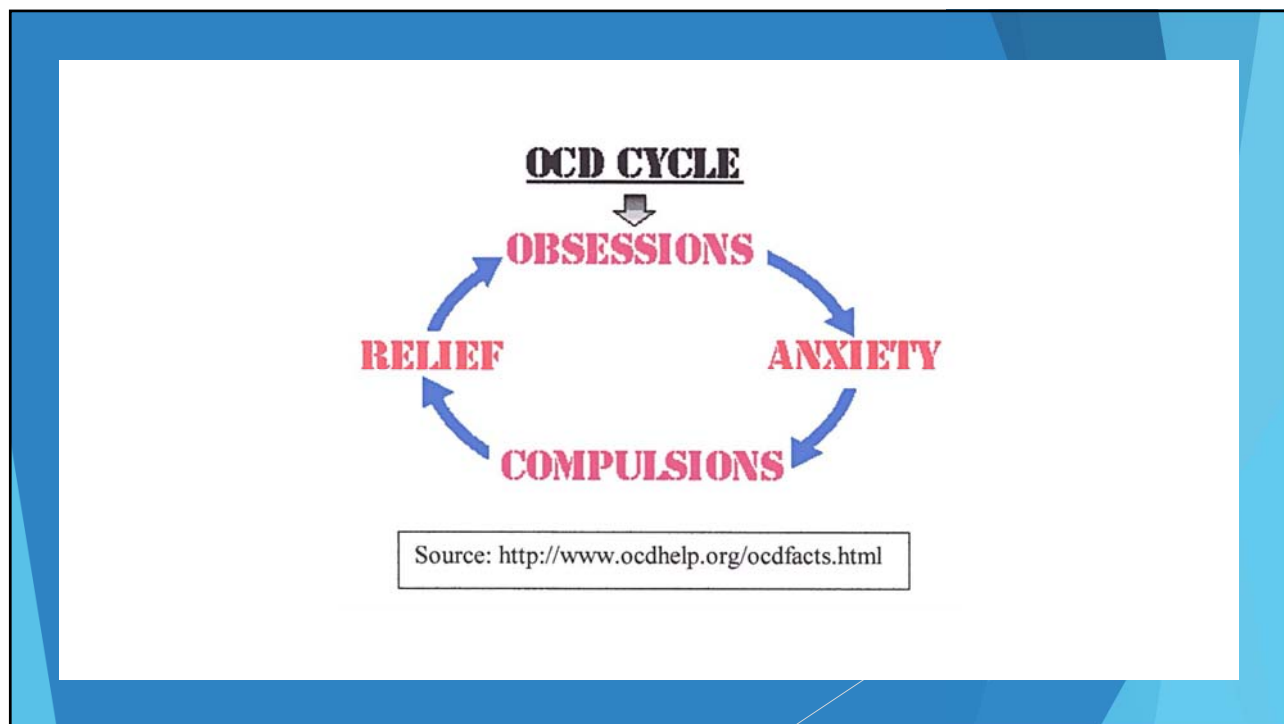 OCD CYCLE
OBSESSIONS
RELIEF
ANXIETY
COMPULSIONS
Source: http://www.ocdhelp.org/ocdfacts.html